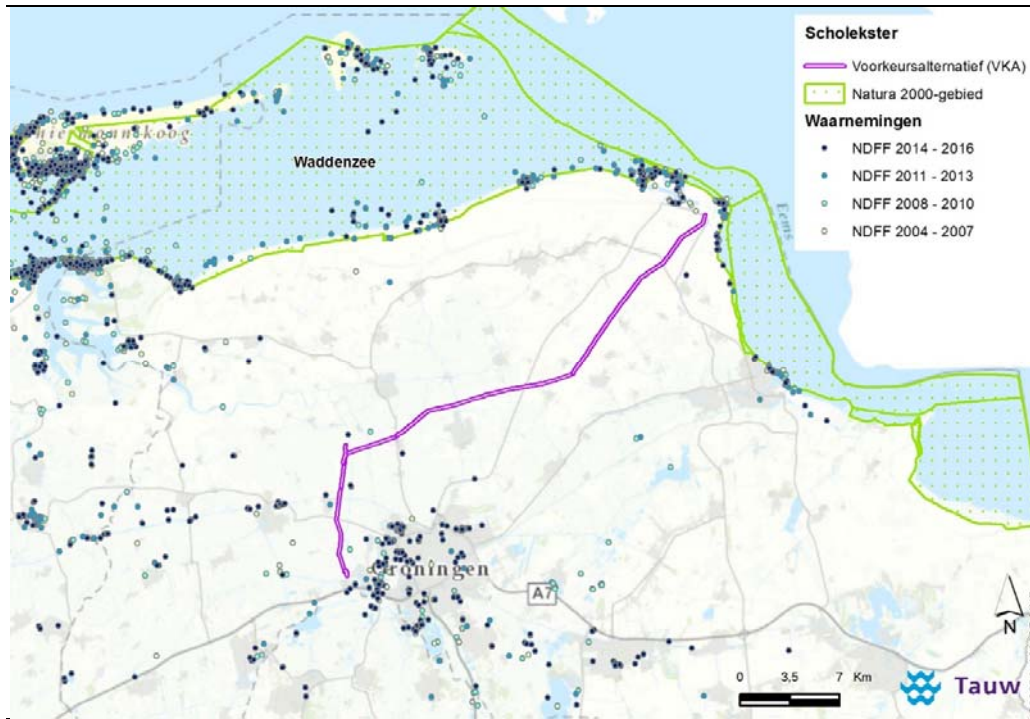 Scholekster
Voorkeursalternatief (VKA)
Natura 2000-gebied
Waarnemingen
NDFF 2014 - 2016
NDFF 2011 - 2013
NDFF 2008 - 2010
NDFF 2004 - 2007
Waddenzee
Eems
Groningen
A7
N
0 3,5 7 Km
Tauw